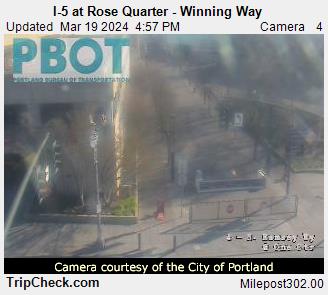 I-5 at Rose Quarter - Winning Way
Updated Mar 19 2024 4:57 PM Camera 4
PBOT
PORTLAND BUREAU OF TRANSPORTATION
Camera courtesy of the City of Portland
TripCheck.com Milepost302.00